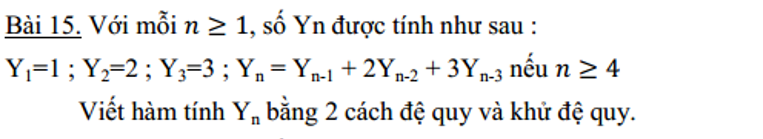 Bài 15. Với mỗi n ≥ 1, số Yn được tính như sau :
Y₁=1 ; Y₂=2 ; Y₃=3 ; Yₙ = Yₙ₋₁ + 2Yₙ₋₂ + 3Yₙ₋₃ nếu n ≥ 4
Viết hàm tính Yₙ bằng 2 cách đệ quy và khử đệ quy.